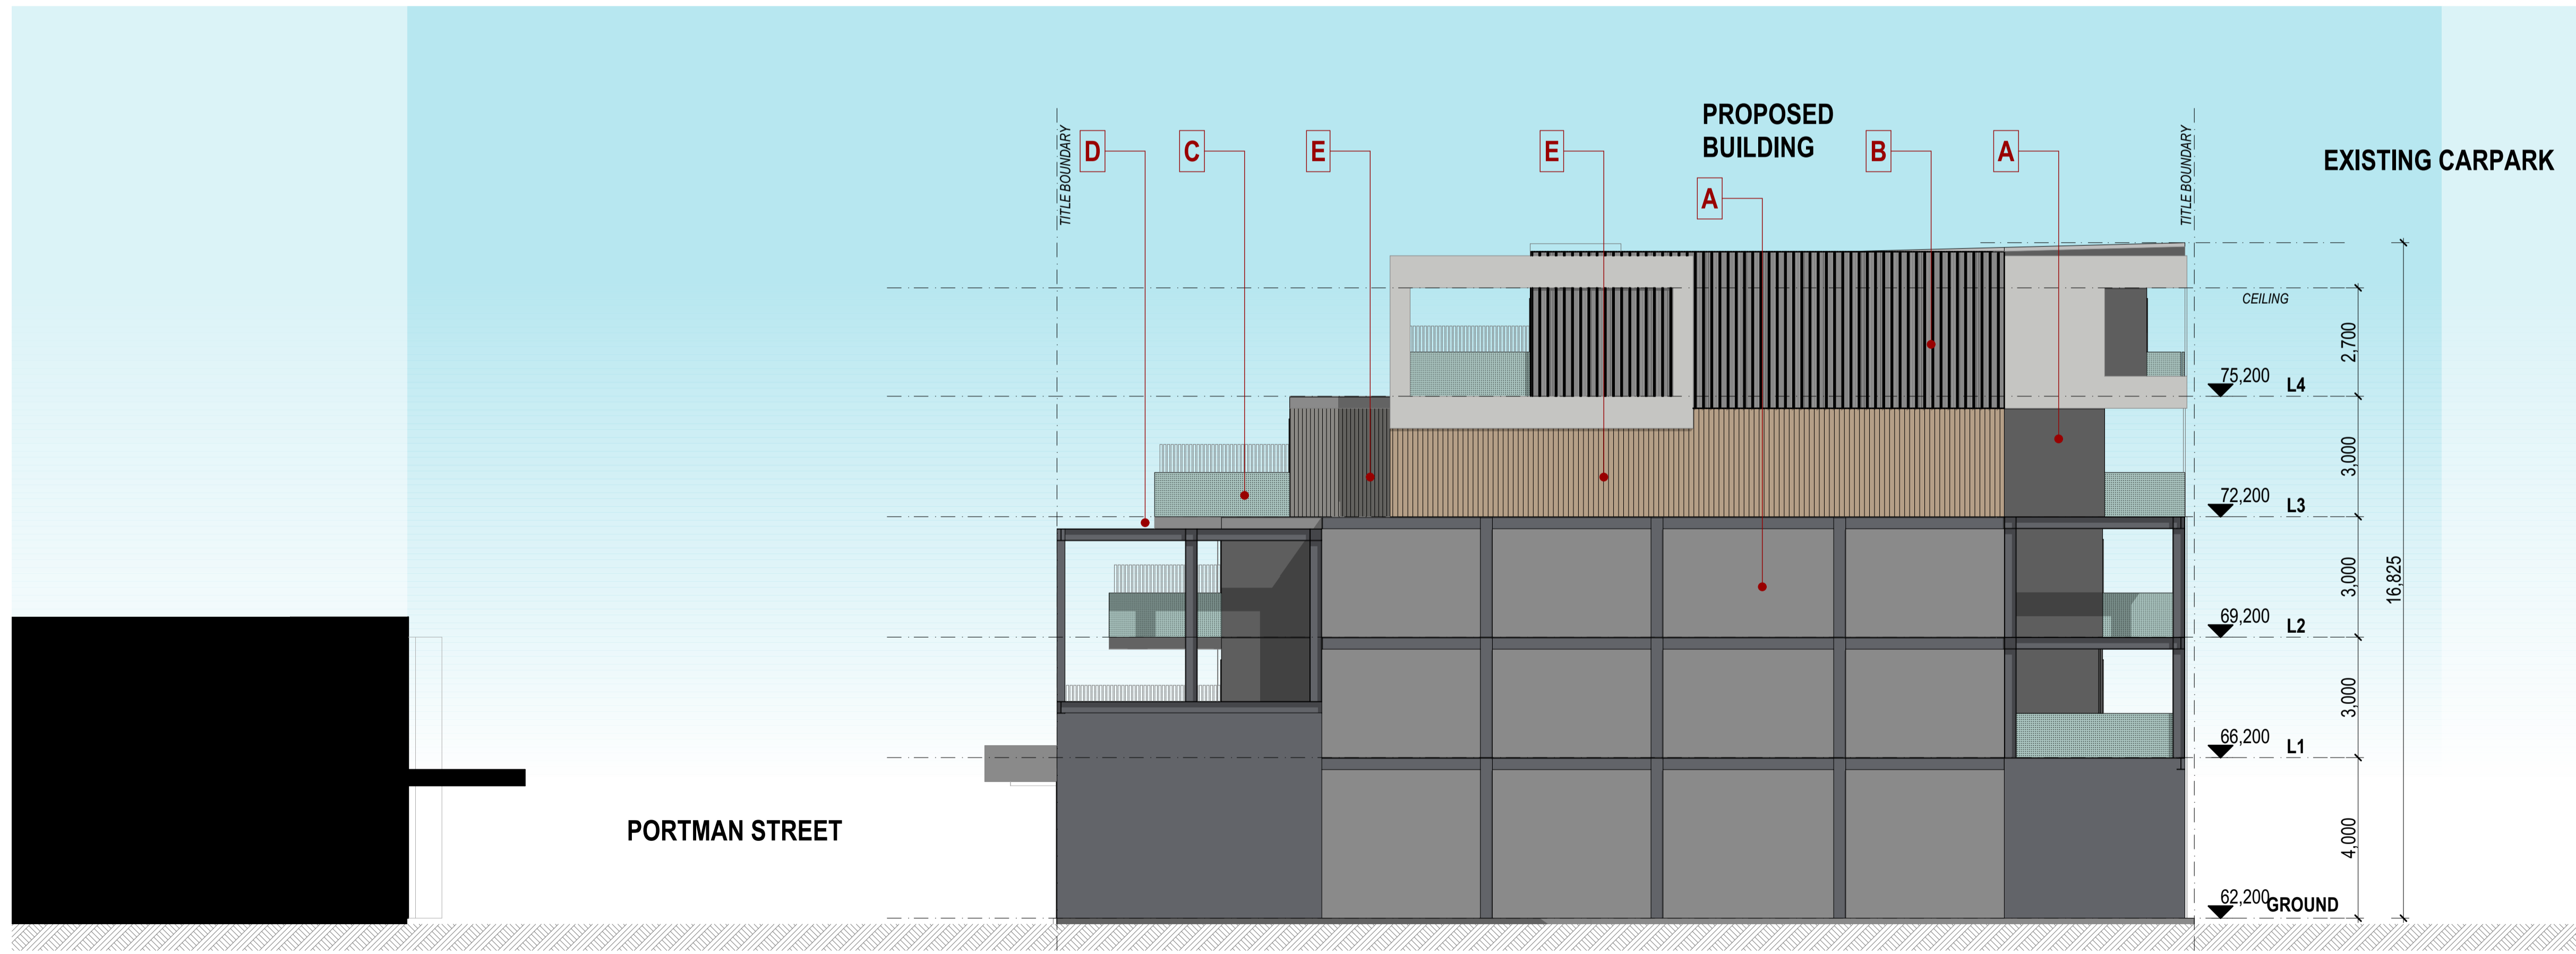 PROPOSED
BUILDING
TITLE BOUNDARY
D
C
E
E
B
A
TITLE BOUNDARY
EXISTING CARPARK
A
CEILING
2,700
75,200 L4
3,000
72,200 L3
3,000
16,825
69,200 L2
3,000
66,200 L1
PORTMAN STREET
4,000
62,200 GROUND